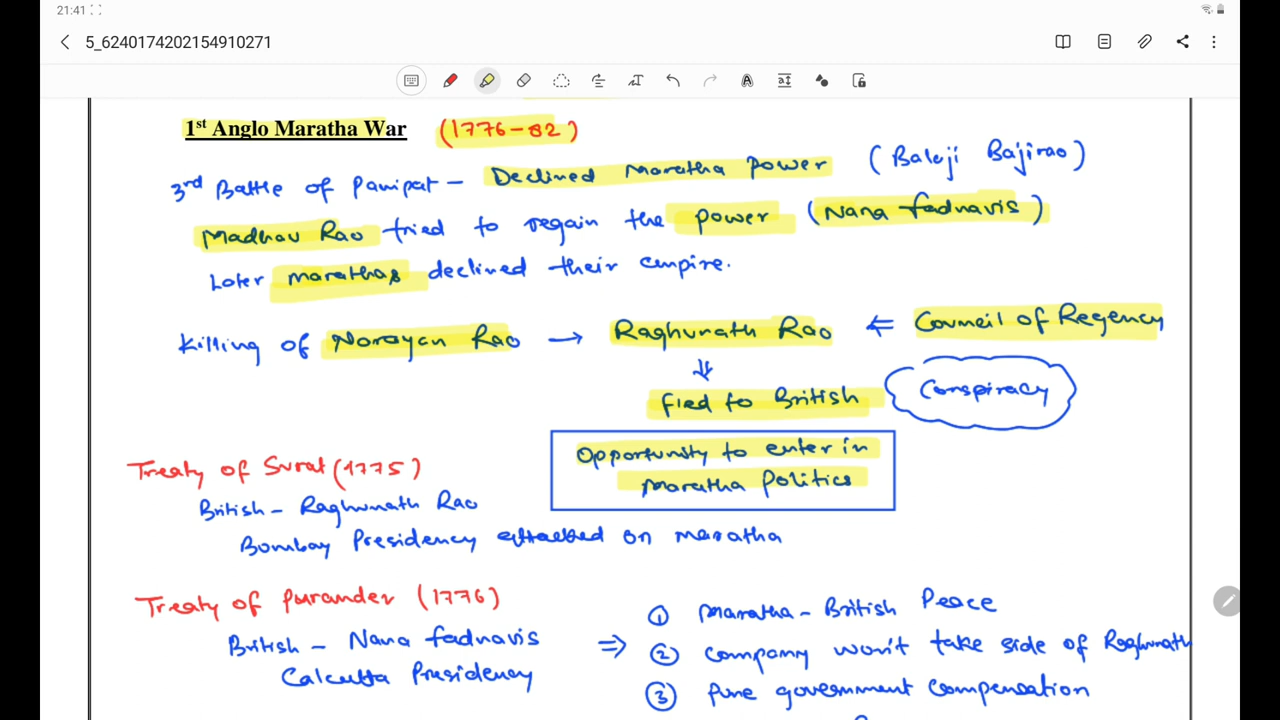 21:41
5_6240174202154910271
1st Anglo Maratha War (1776-82)
3rd Battle of Panipat - Declined Maratha Power (Balaji Bajirao)
Madhav Rao tried to regain the power (Nana fadnavis)
Later marathas declined their empire.
Killing of Narayan Rao → Raghunath Rao ⇐ Council of Regency
fled to British
Conspiracy
Opportunity to enter in
Maratha Politics
Treaty of Surat (1775)
British - Raghunath Rao
Bombay Presidency attacked on maratha
Treaty of Purander (1776)
British - Nana fadnavis ⇒
Calcutta Presidency
① Maratha - British Peace
② company won't take side of Raghunath
③ Pune government compensation